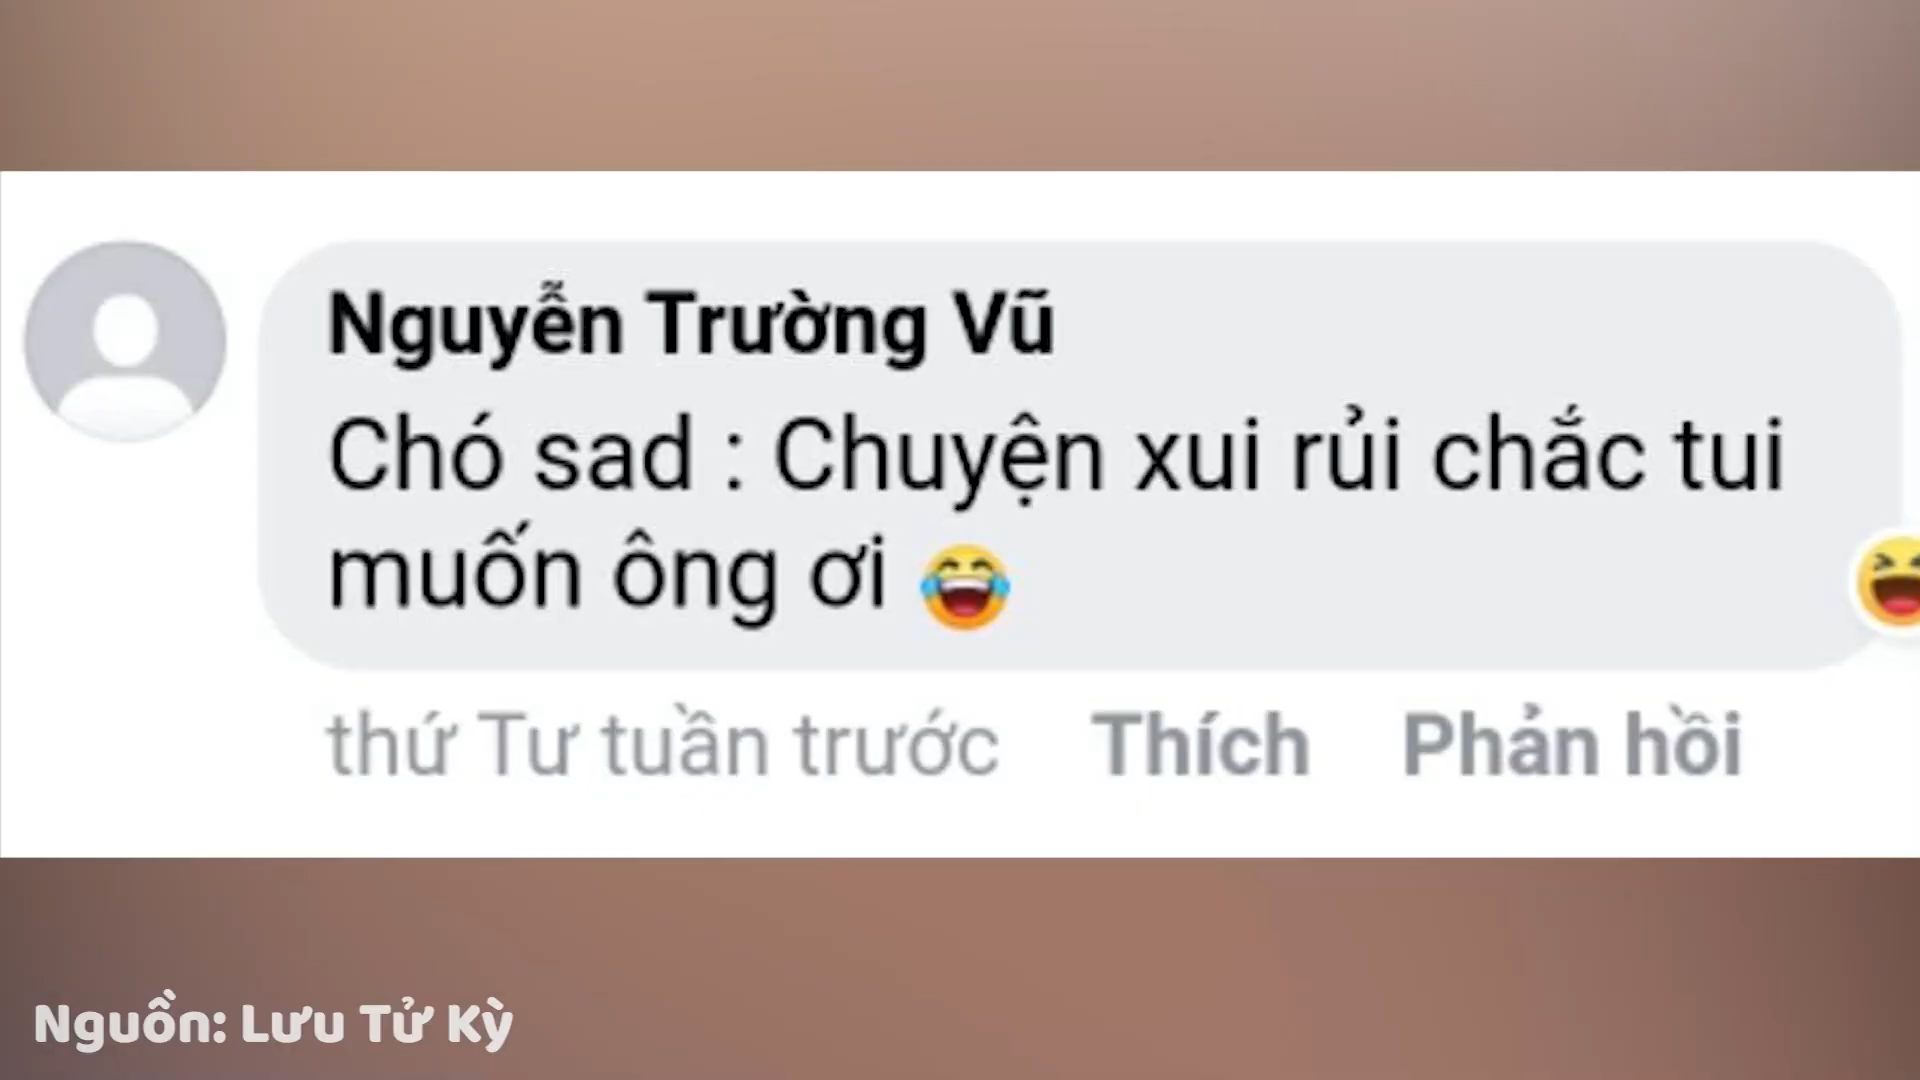 Nguyễn Trường Vũ
Chó sad : Chuyện xui rủi chắc tui
muốn ông ơi 😂
thứ Tư tuần trước Thích Phản hồi
Nguồn: Lưu Tử Kỳ